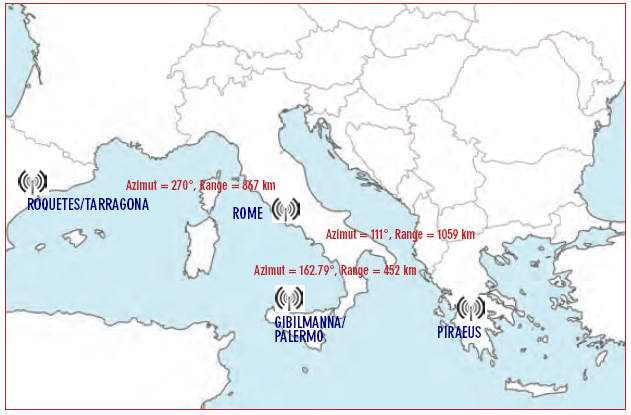 Azimut = 270°, Range = 867 km
ROQUETES/TARRAGONA
ROME
Azimut = 111°, Range = 1059 km
Azimut = 162.79°, Range = 452 km
GIBILMANNA/
PALERMO
PIRAEUS